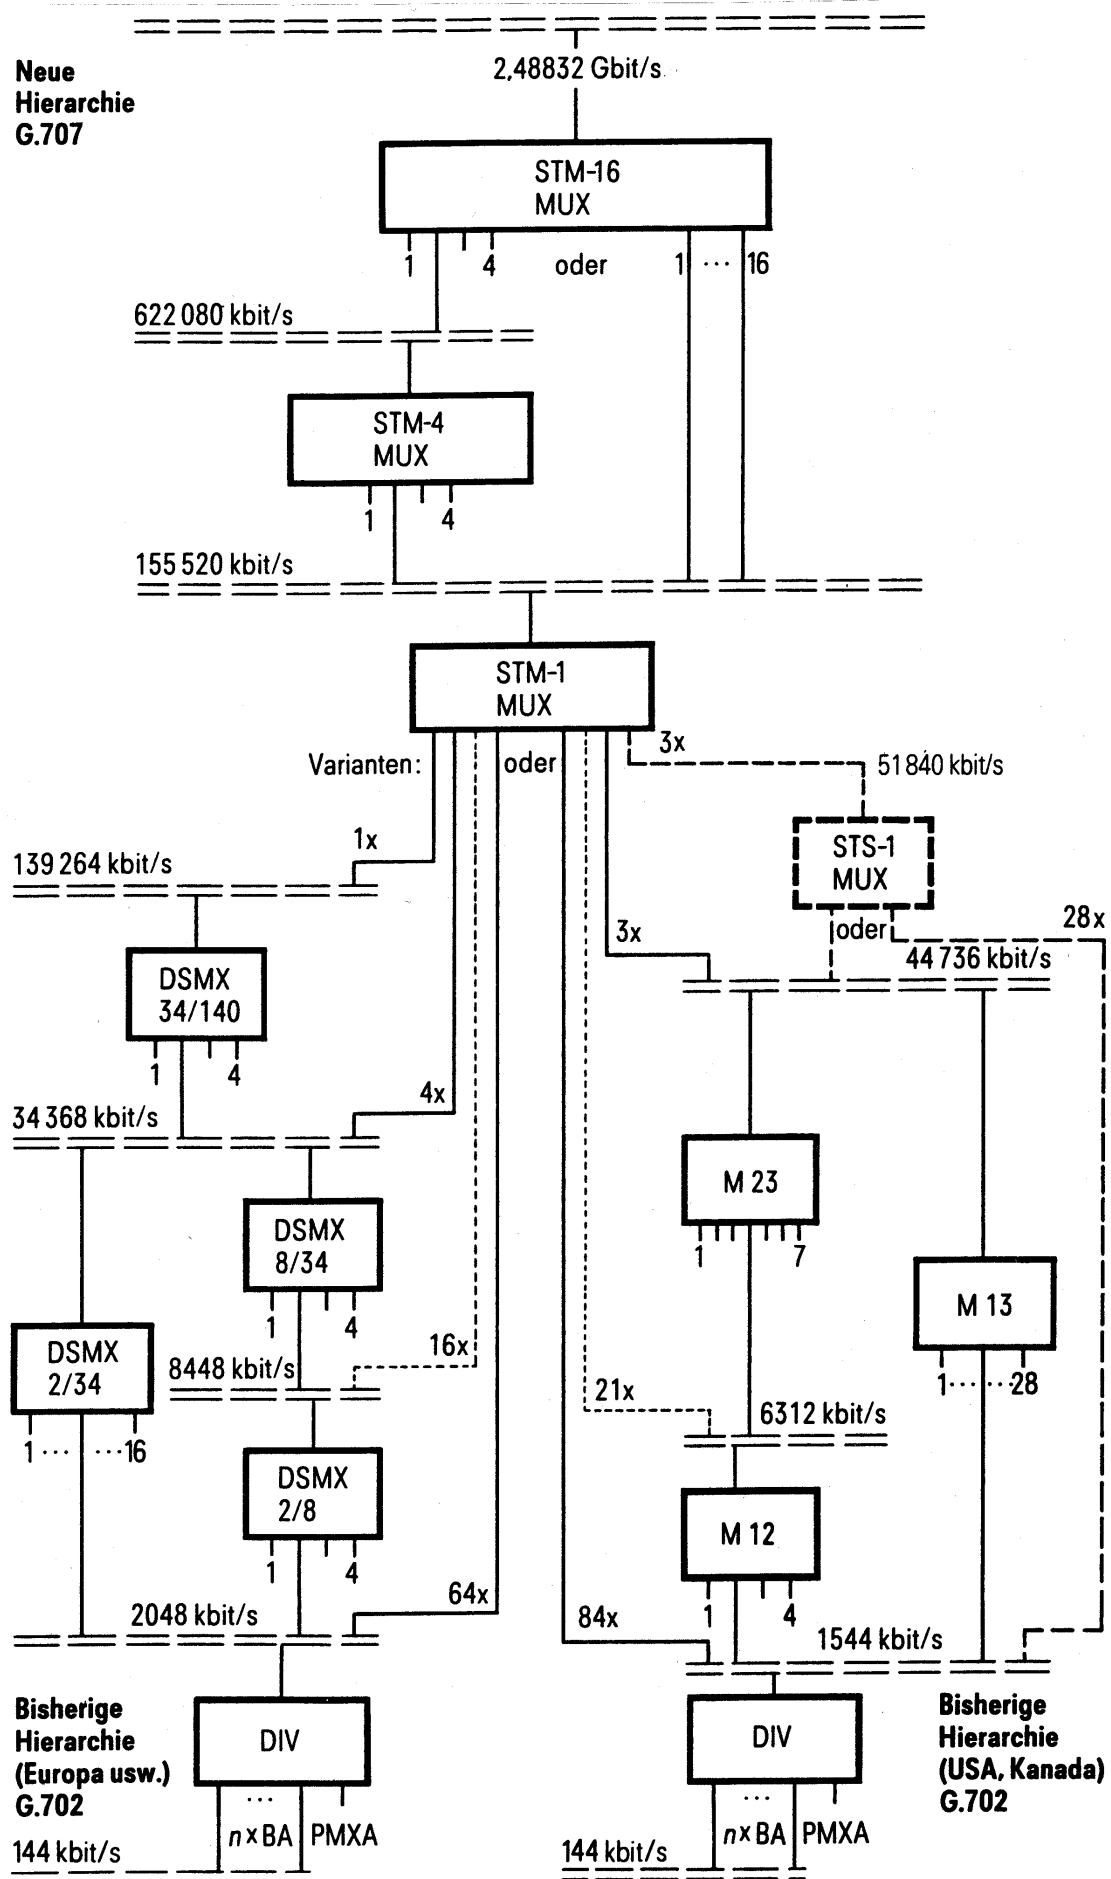 2,48832 Gbit/s
Neue
Hierarchie
G.707
STM-16
MUX
1 4 oder 1 ··· 16
622 080 kbit/s
STM-4
MUX
1 4
155 520 kbit/s
STM-1
MUX
Varianten: oder
3x
51 840 kbit/s
1x
139 264 kbit/s
STS-1
MUX
oder
28x
3x
44 736 kbit/s
DSMX
34/140
1 4
4x
34 368 kbit/s
M 23
1 7
DSMX
8/34
1 4
M 13
1 ······· 28
DSMX
2/34
1 ··· ··· 16
16x
8448 kbit/s
21x
6312 kbit/s
DSMX
2/8
1 4
M 12
1 4
64x
2048 kbit/s
84x
1544 kbit/s
Bisherige
Hierarchie
(Europa usw.)
G.702
DIV
···
n × BA PMXA
144 kbit/s
DIV
···
n × BA PMXA
144 kbit/s
Bisherige
Hierarchie
(USA, Kanada)
G.702